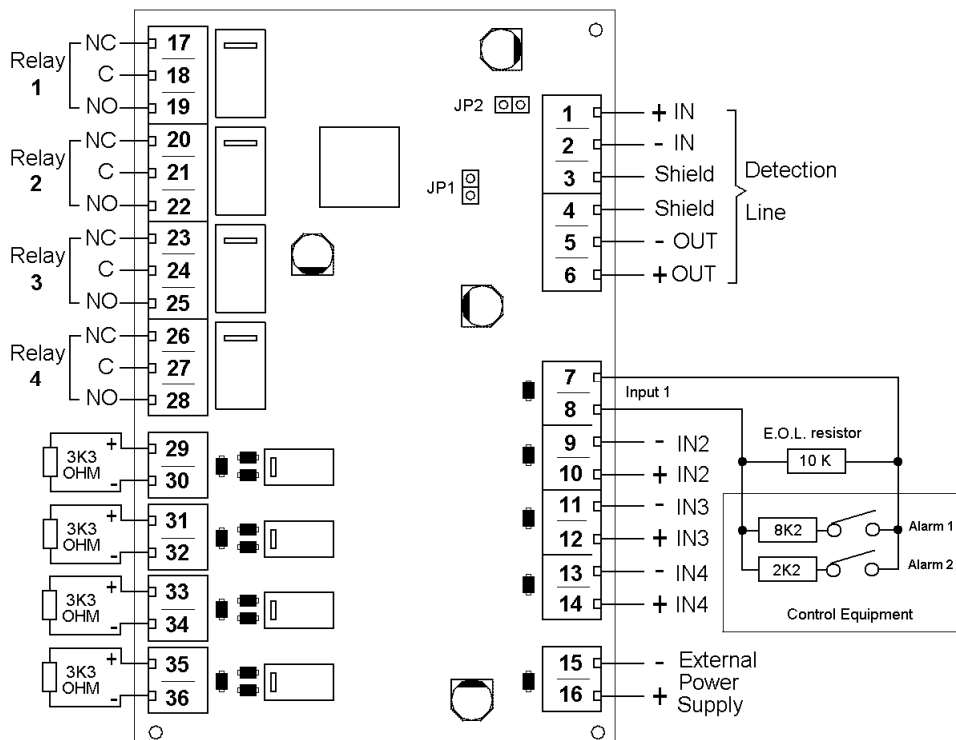 Relay
1
NC
C
NO
17
18
19
Relay
2
NC
C
NO
20
21
22
Relay
3
NC
C
NO
23
24
25
Relay
4
NC
C
NO
26
27
28
3K3
OHM
+
-
29
30
3K3
OHM
+
-
31
32
3K3
OHM
+
-
33
34
3K3
OHM
+
-
35
36
JP2
JP1
1 + IN
2 - IN
3 Shield
4 Shield
5 - OUT
6 + OUT
Detection
Line
7
8
Input 1
9 - IN2
10 + IN2
11 - IN3
12 + IN3
13 - IN4
14 + IN4
E.O.L. resistor
10 K
8K2 Alarm 1
2K2 Alarm 2
Control Equipment
15 -
16 +
External
Power
Supply